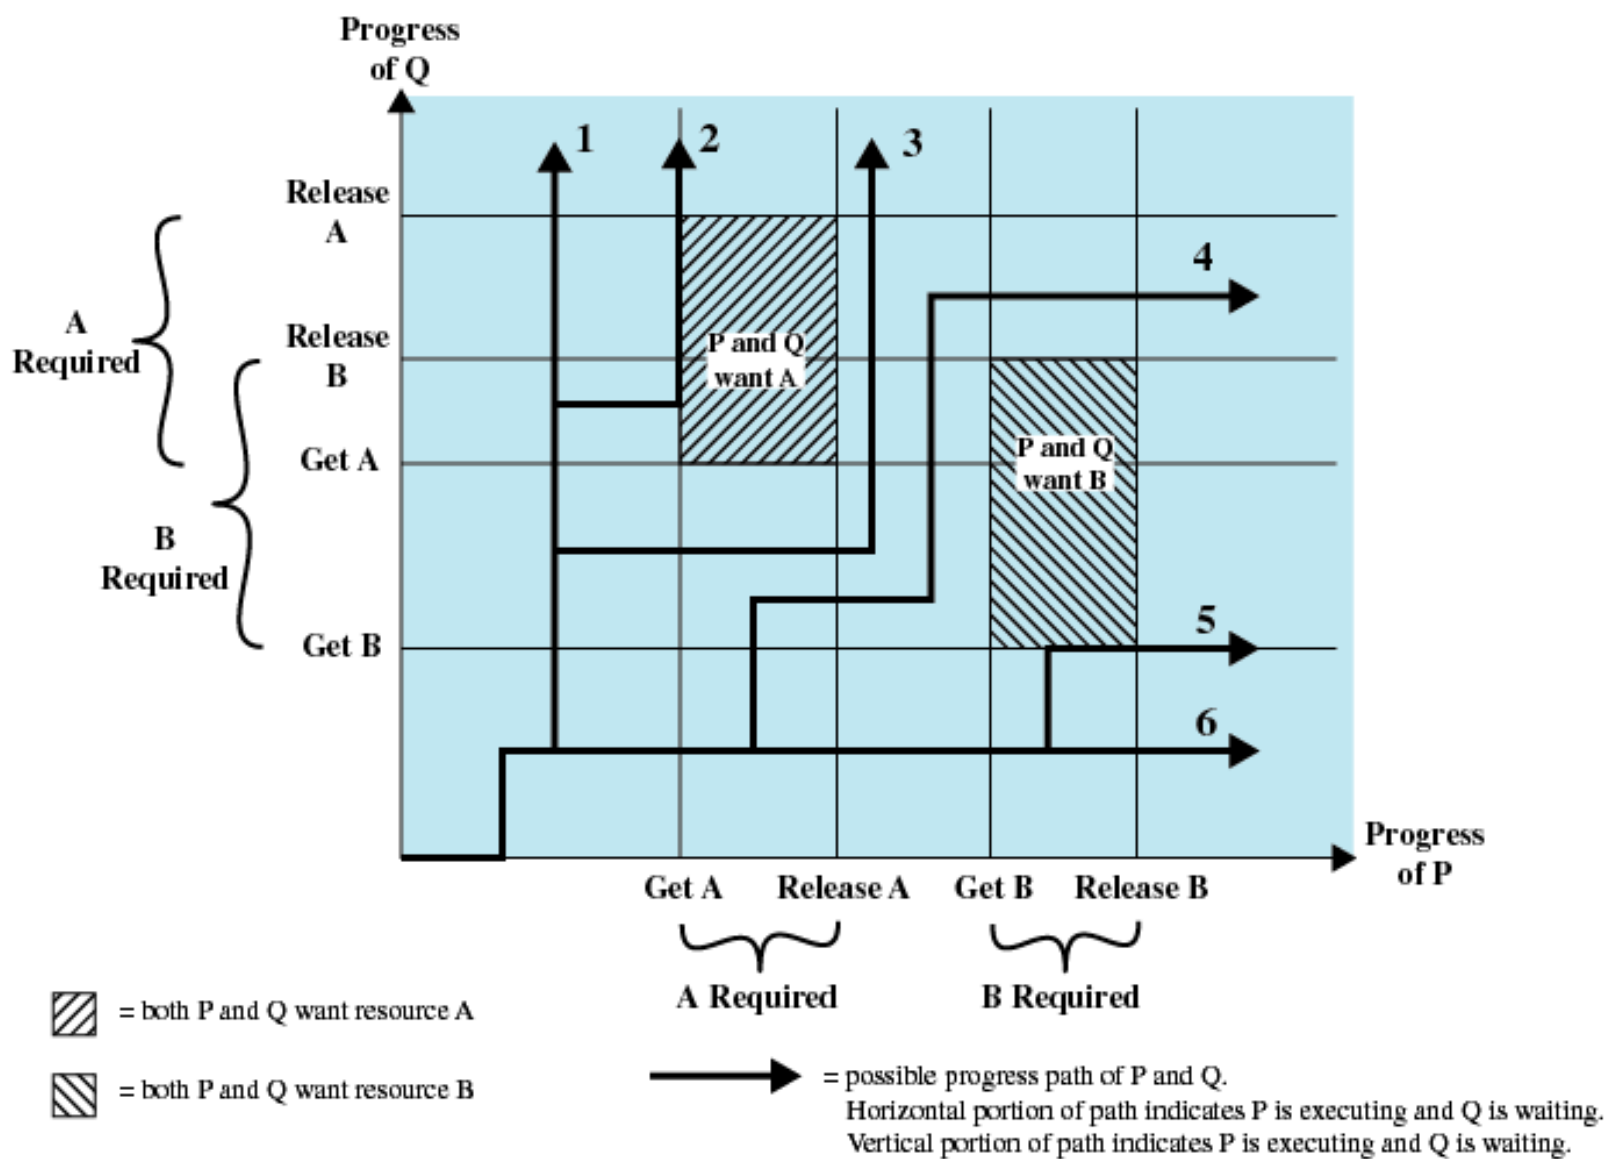 Progress
of Q
1
2
3
Release
A
4
A
Required
Release
B
P and Q
want A
Get A
P and Q
want B
B
Required
Get B
5
6
Progress
of P
Get A
Release A
Get B
Release B
A Required
B Required
= both P and Q want resource A
= both P and Q want resource B
= possible progress path of P and Q.
Horizontal portion of path indicates P is executing and Q is waiting.
Vertical portion of path indicates P is executing and Q is waiting.